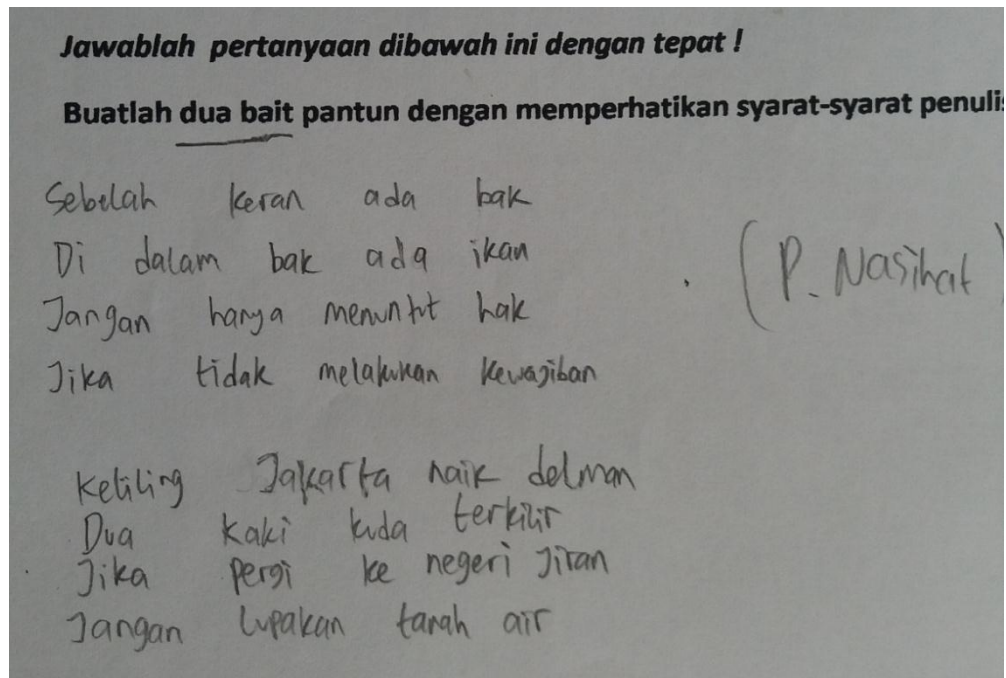 Jawablah pertanyaan dibawah ini dengan tepat !
Buatlah dua bait pantun dengan memperhatikan syarat-syarat penulis
Sebelah keran ada bak
Di dalam bak ada ikan
(P. Nasihat)
Jangan hanya menuntut hak
Jika tidak melakukan kewajiban
Keliling Jakarta naik delman
Dua kaki kuda terkilir
Jika pergi ke negeri Jiran
Jangan lupakan tanah air